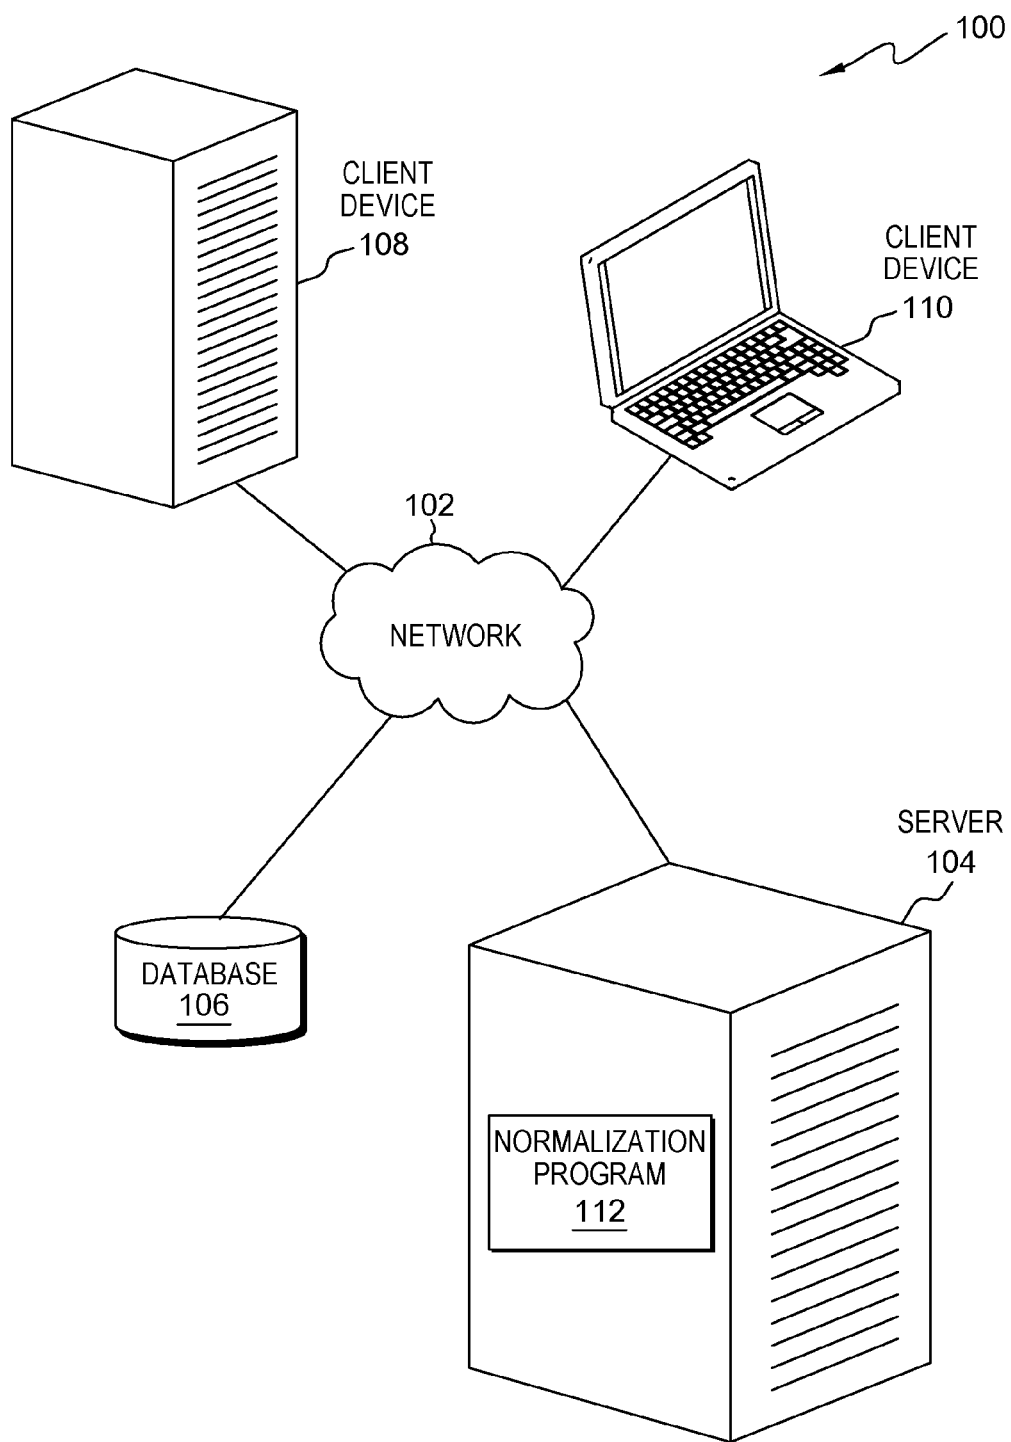 100
CLIENT
DEVICE
108
CLIENT
DEVICE
110
102
NETWORK
SERVER
104
DATABASE
106
NORMALIZATION
PROGRAM
112